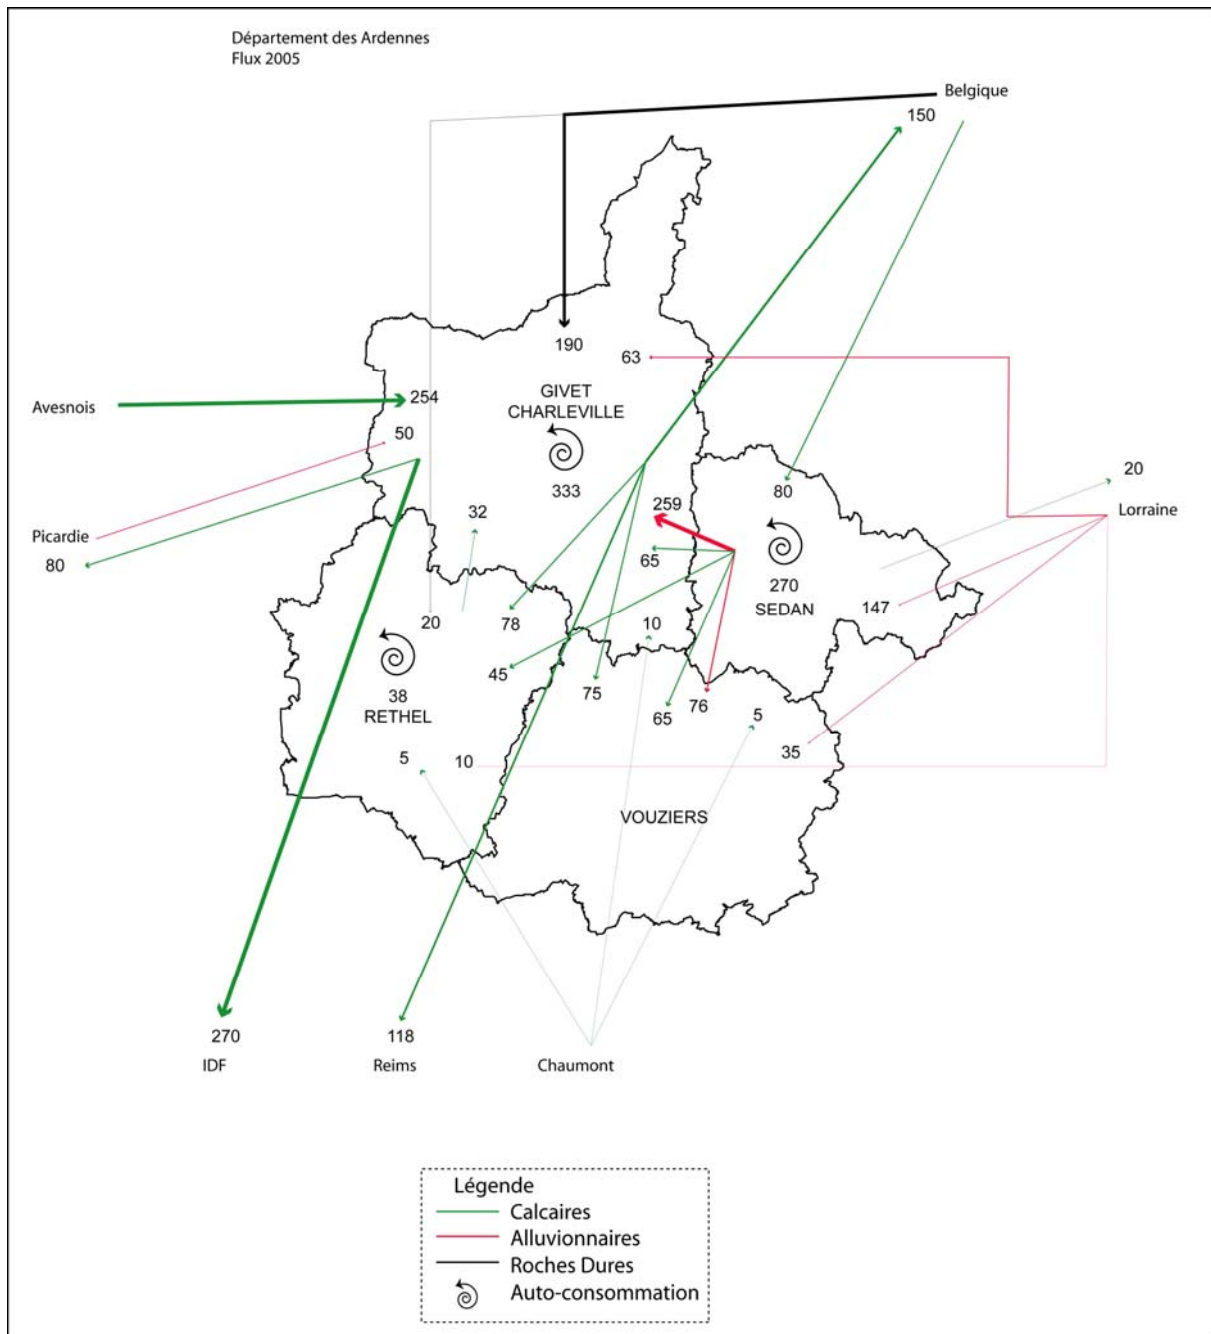 Département des Ardennes
Flux 2005
Belgique
150
190
63
GIVET
CHARLEVILLE
333
Avesnois
254
50
Picardie
80
32
259
65
80
20
Lorraine
270
SEDAN
147
20
78
10
45
38
RETHEL
75
65
76
5
35
5
10
VOUZIERS
270
IDF
118
Reims
Chaumont
Légende
Calcaires
Alluvionnaires
Roches Dures
Auto-consommation